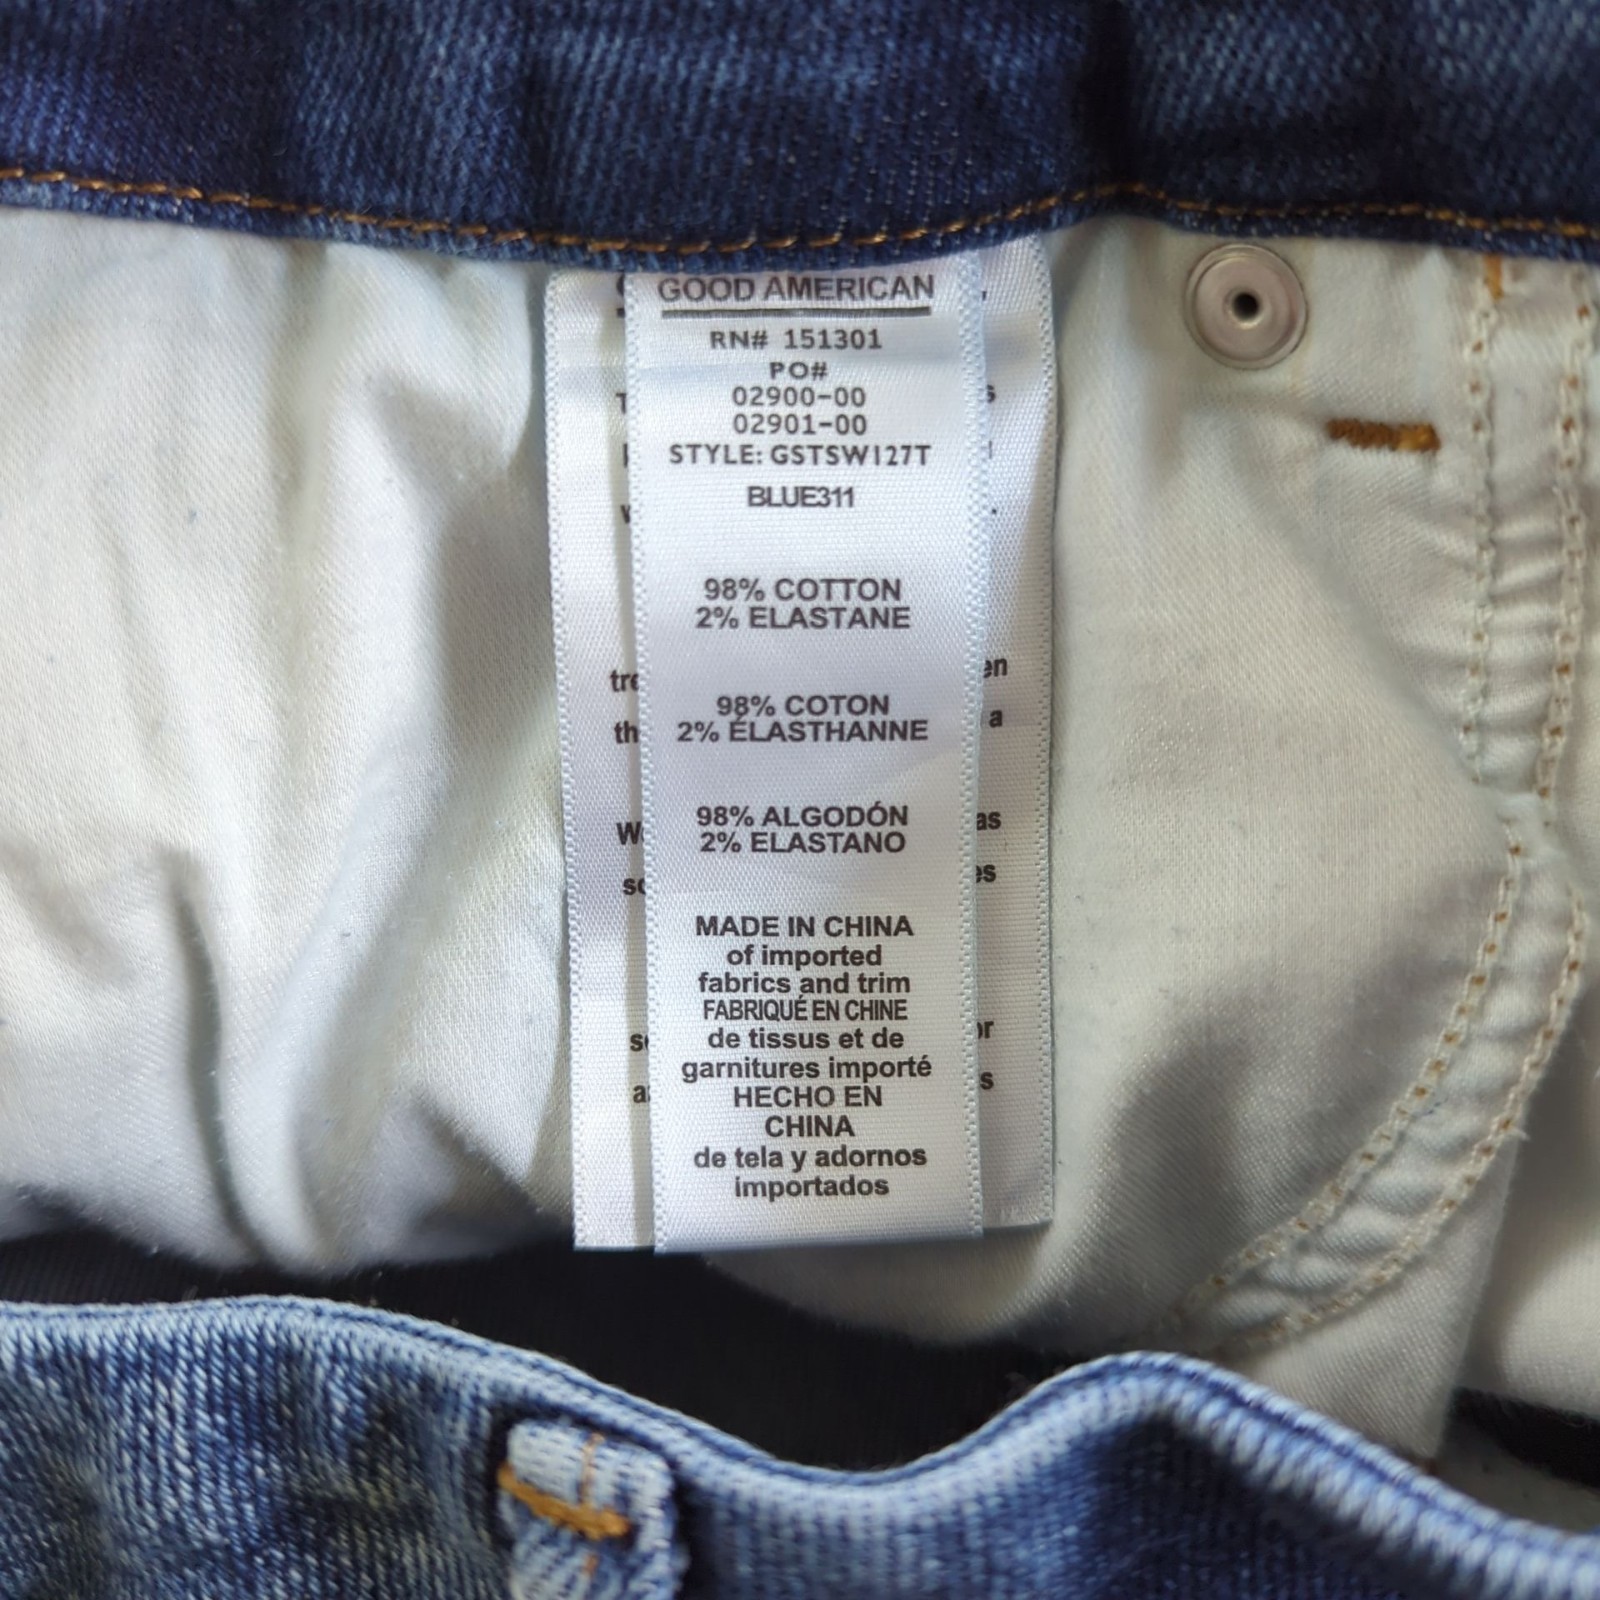 GOOD AMERICAN
RN# 151301
PO#
02900-00
02901-00
STYLE: GSTSW127T
BLUE311
98% COTTON
2% ELASTANE
98% COTON
2% ÉLASTHANNE
98% ALGODÓN
2% ELASTANO
MADE IN CHINA
of imported
fabrics and trim
FABRIQUÉ EN CHINE
de tissus et de
garnitures importé
HECHO EN
CHINA
de tela y adornos
importados